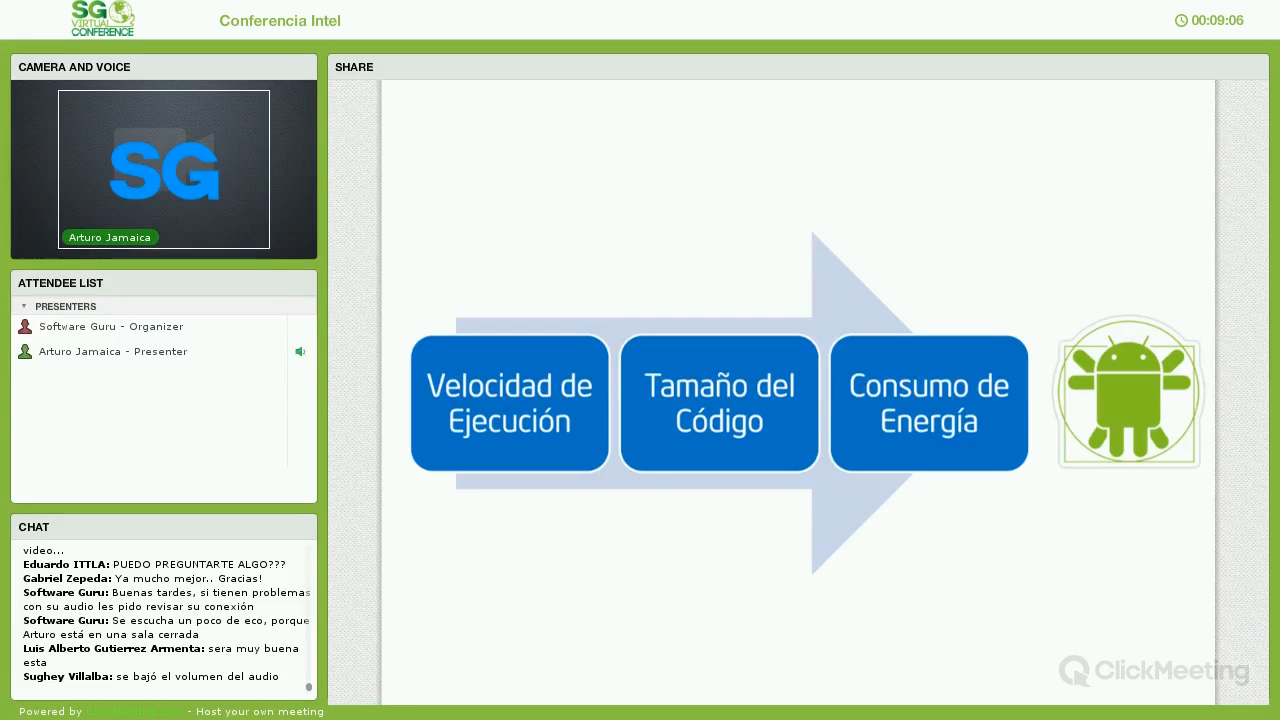 SG
VIRTUAL
CONFERENCE
Conferencia Intel
00:09:06
CAMERA AND VOICE
SG
Arturo Jamaica
ATTENDEE LIST
PRESENTERS
Software Guru - Organizer
Arturo Jamaica - Presenter
CHAT
video...
Eduardo ITTLA: PUEDO PREGUNTARTE ALGO???
Gabriel Zepeda: Ya mucho mejor.. Gracias!
Software Guru: Buenas tardes, si tienen problemas
con su audio les pido revisar su conexión
Software Guru: Se escucha un poco de eco, porque
Arturo está en una sala cerrada
Luis Alberto Gutierrez Armenta: sera muy buena
esta
Sughey Villalba: se bajó el volumen del audio
Powered by - Host your own meeting
SHARE
Velocidad de
Ejecución
Tamaño del
Código
Consumo de
Energía
ClickMeeting